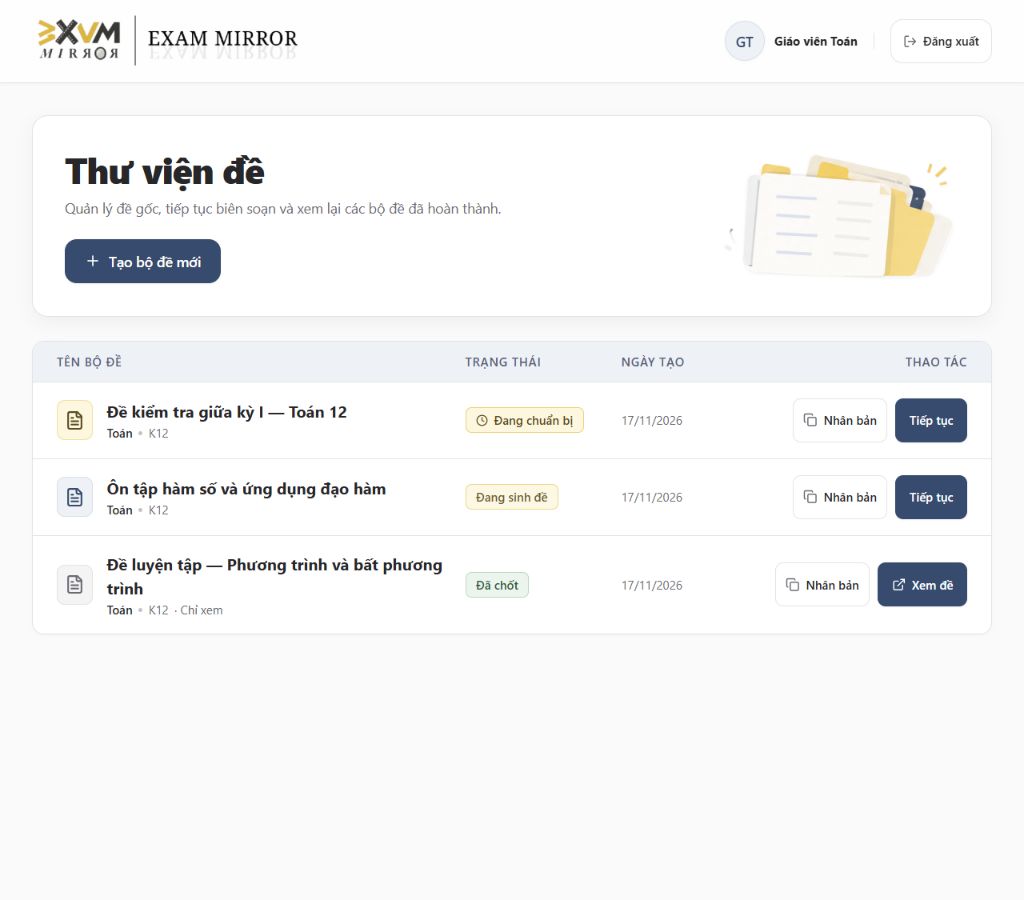 EXAM MIRROR
EXAM MIRROR
GT
Giáo viên Toán
Đăng xuất
Thư viện đề
Quản lý đề gốc, tiếp tục biên soạn và xem lại các bộ đề đã hoàn thành.
+ Tạo bộ đề mới
TÊN BỘ ĐỀ TRẠNG THÁI NGÀY TẠO THAO TÁC
Đề kiểm tra giữa kỳ I — Toán 12
Toán • K12
Đang chuẩn bị
17/11/2026
Nhân bản
Tiếp tục
Ôn tập hàm số và ứng dụng đạo hàm
Toán • K12
Đang sinh đề
17/11/2026
Nhân bản
Tiếp tục
Đề luyện tập — Phương trình và bất phương
trình
Toán • K12 · Chỉ xem
Đã chốt
17/11/2026
Nhân bản
Xem đề